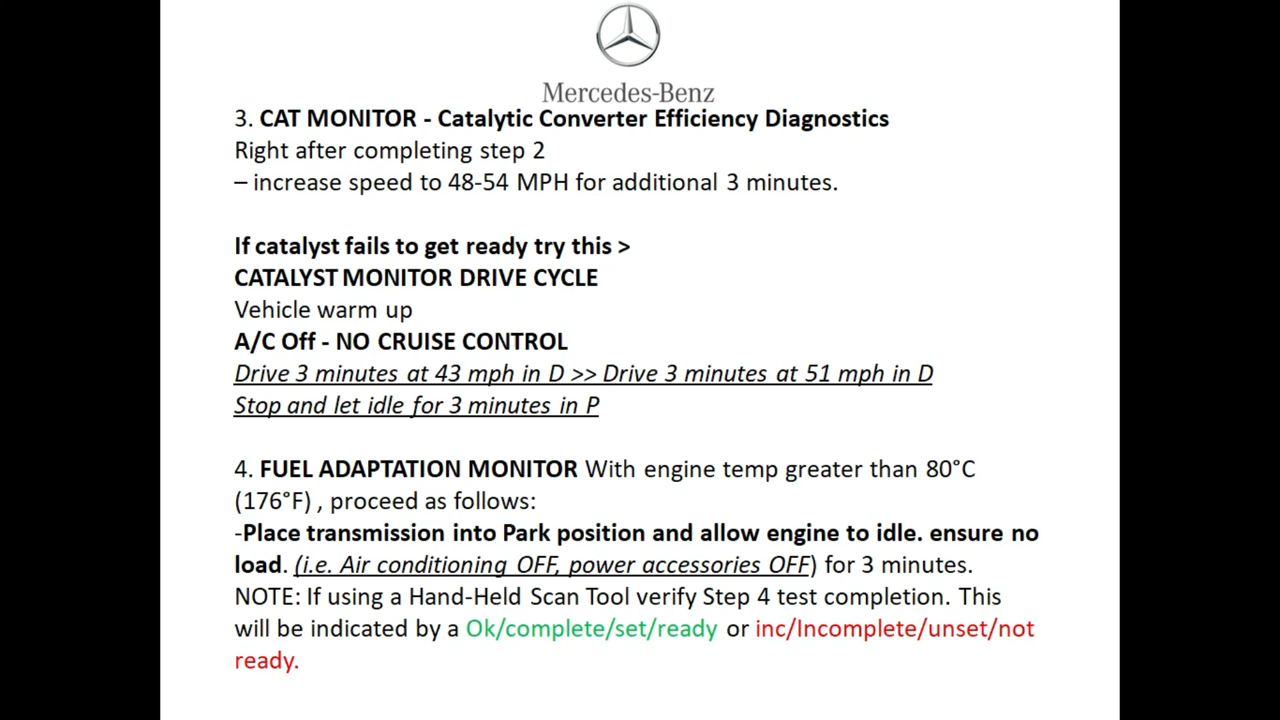 Mercedes-Benz
3. CAT MONITOR - Catalytic Converter Efficiency Diagnostics
Right after completing step 2
– increase speed to 48-54 MPH for additional 3 minutes.
If catalyst fails to get ready try this >
CATALYST MONITOR DRIVE CYCLE
Vehicle warm up
A/C Off - NO CRUISE CONTROL
Drive 3 minutes at 43 mph in D >> Drive 3 minutes at 51 mph in D
Stop and let idle for 3 minutes in P
4. FUEL ADAPTATION MONITOR With engine temp greater than 80°C
(176°F) , proceed as follows:
-Place transmission into Park position and allow engine to idle. ensure no
load. (i.e. Air conditioning OFF, power accessories OFF) for 3 minutes.
NOTE: If using a Hand-Held Scan Tool verify Step 4 test completion. This
will be indicated by a Ok/complete/set/ready or inc/Incomplete/unset/not
ready.